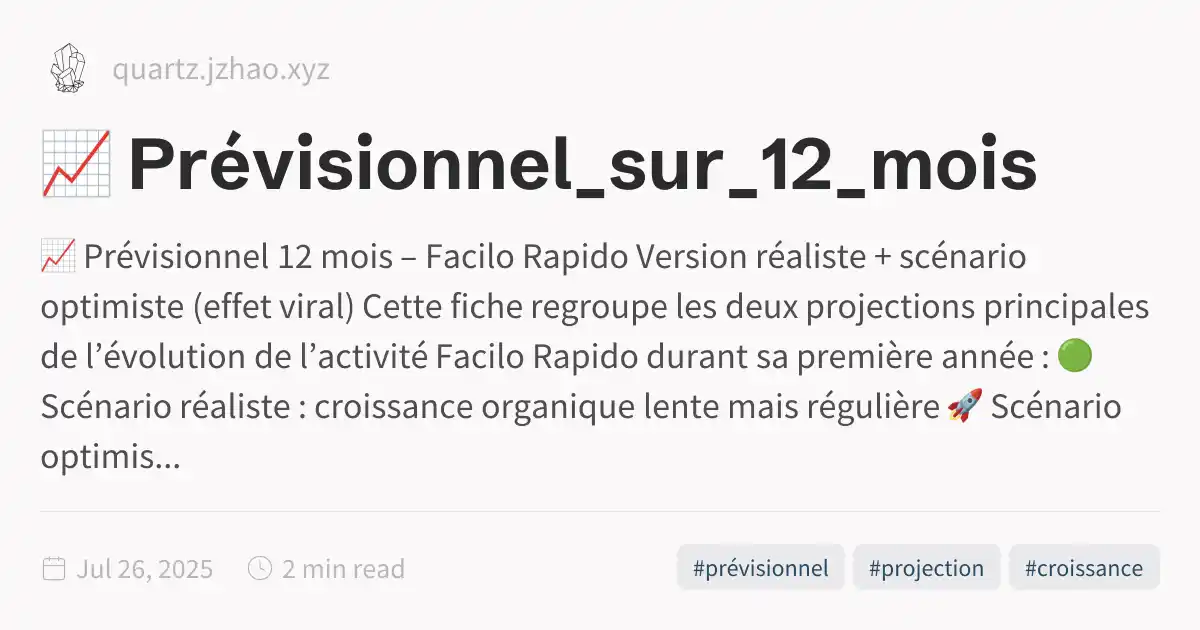 quartz.jzhao.xyz
📈 Prévisionnel_sur_12_mois
📈 Prévisionnel 12 mois – Facilo Rapido Version réaliste + scénario
optimiste (effet viral) Cette fiche regroupe les deux projections principales
de l’évolution de l’activité Facilo Rapido durant sa première année : 🟢
Scénario réaliste : croissance organique lente mais régulière 🚀 Scénario
optimis...
Jul 26, 2025 2 min read #prévisionnel #projection #croissance